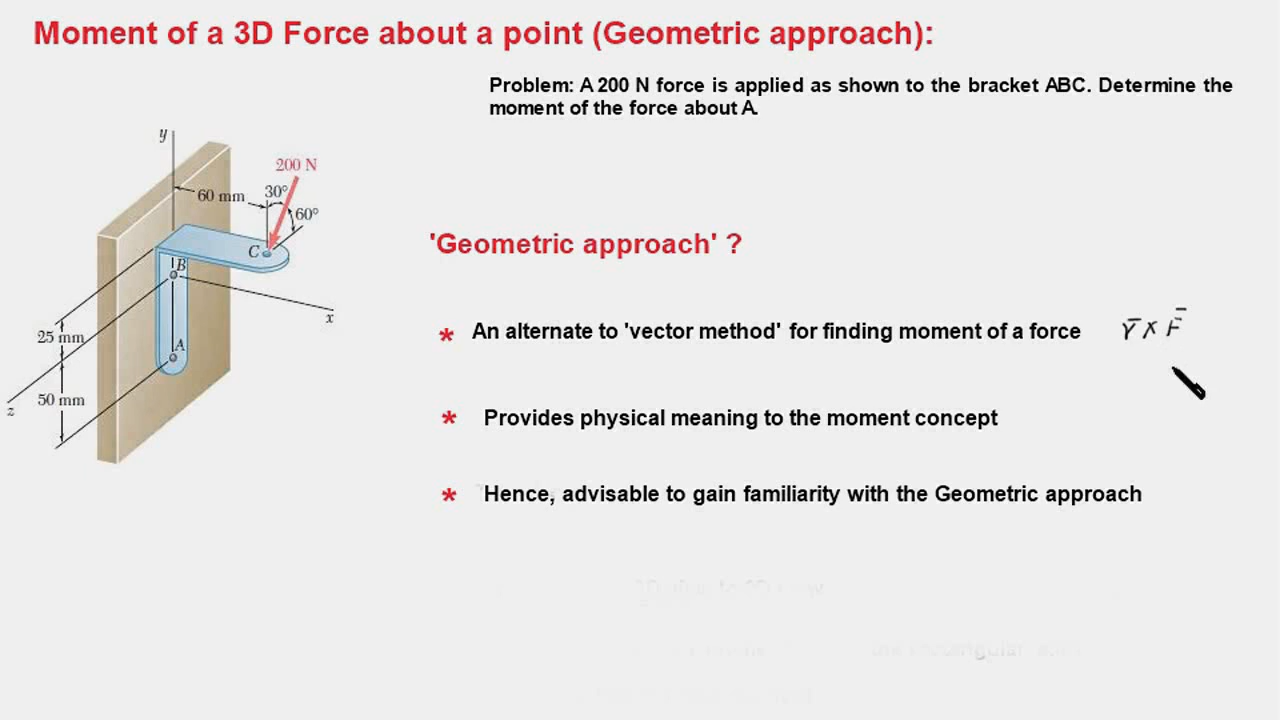 Moment of a 3D Force about a point (Geometric approach):
Problem: A 200 N force is applied as shown to the bracket ABC. Determine the
moment of the force about A.
y
200 N
60 mm
30°
60°
C
B
x
25 mm
A
50 mm
z
'Geometric approach' ?
* An alternate to 'vector method' for finding moment of a force r̄ x F̄
* Provides physical meaning to the moment concept
* Hence, advisable to gain familiarity with the Geometric approach